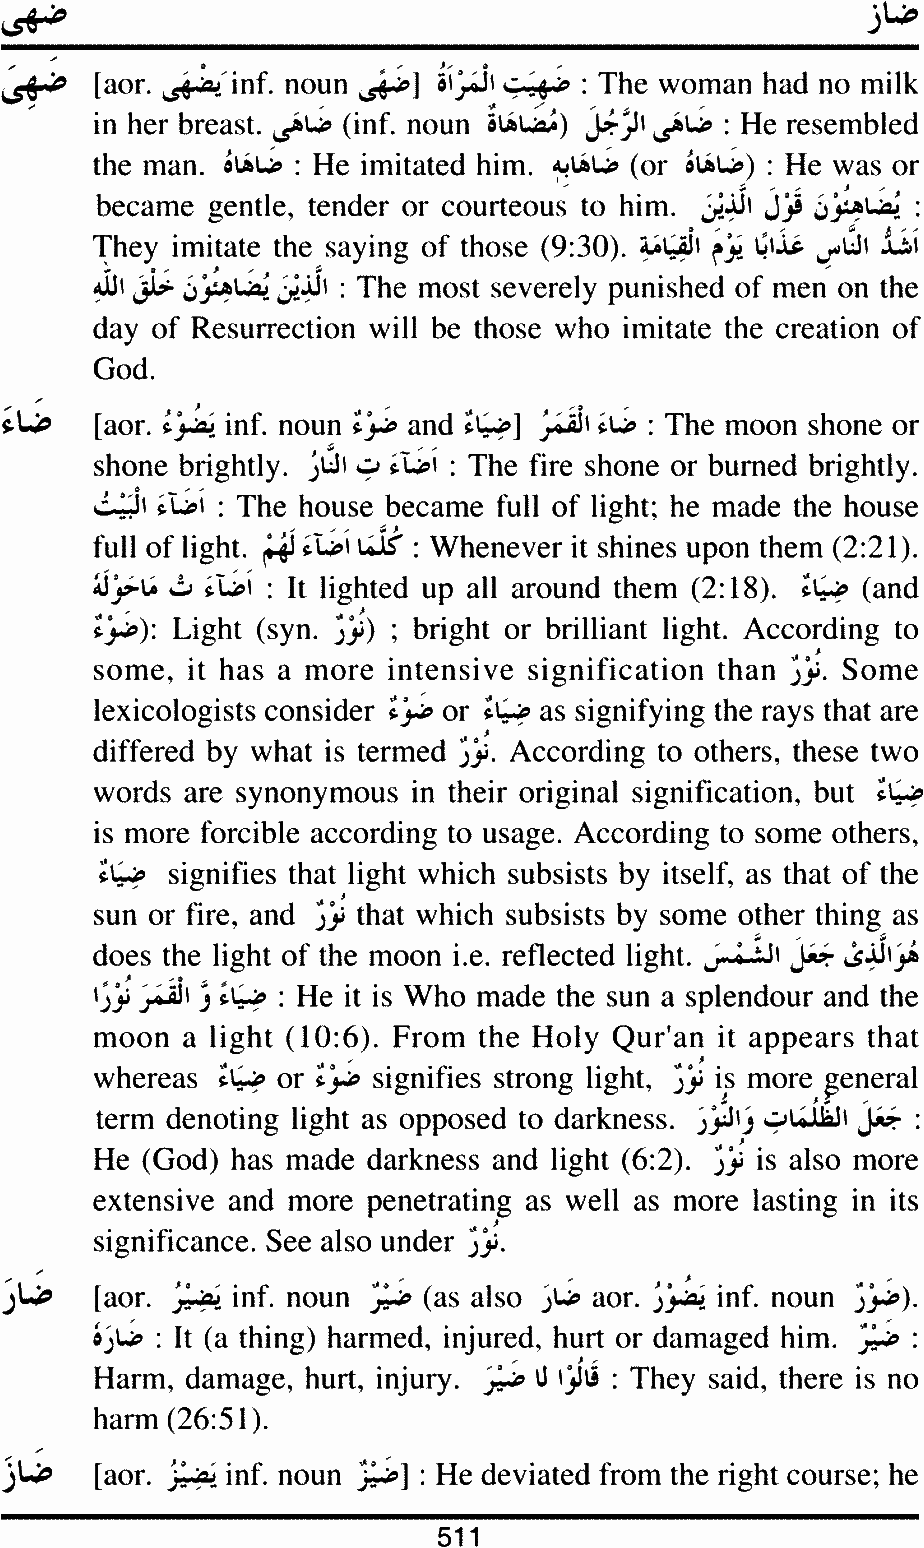 ضهى ضاز
ضَهِىَ [aor. يَضْهَى inf. noun ضَهًى] ضَهِيَتِ الْمَرْاَةُ : The woman had no milk
in her breast. ضَاهَى (inf. noun مُضَاهَاةً) ضَاهَى الرَّجُلَ : He resembled
the man. ضَاهَاهُ : He imitated him. ضَاهَابِهٖ (or ضَاهَاهُ) : He was or
became gentle, tender or courteous to him. يُضَاهِئُوْنَ قَوْلَ الَّذِيْنَ :
They imitate the saying of those (9:30). اَشَدُّ النَّاسِ عَذَابًا يَوْمَ الْقِيَامَةِ
الَّذِيْنَ يُضَاهِئُوْنَ خَلْقَ اللّٰهِ : The most severely punished of men on the
day of Resurrection will be those who imitate the creation of
God.
ضَاءَ [aor. يَضُوْءُ inf. noun ضَوْءٌ and ضِيَاءٌ] ضَاءَ الْقَمَرُ : The moon shone or
shone brightly. اَضَآءَ تِ النَّارُ : The fire shone or burned brightly.
اَضَآءَ الْبَيْتُ : The house became full of light; he made the house
full of light. كُلَّمَا اَضَآءَ لَهُمْ : Whenever it shines upon them (2:21).
اَضَآءَ تْ مَاحَوْلَهٗ : It lighted up all around them (2:18). ضِيَاءٌ (and
ضَوْءٌ): Light (syn. نُوْرٌ) ; bright or brilliant light. According to
some, it has a more intensive signification than نُوْرٌ. Some
lexicologists consider ضَوْءٌ or ضِيَاءٌ as signifying the rays that are
differed by what is termed نُوْرٌ. According to others, these two
words are synonymous in their original signification, but ضِيَاءٌ
is more forcible according to usage. According to some others,
ضِيَاءٌ signifies that light which subsists by itself, as that of the
sun or fire, and نُوْرٌ that which subsists by some other thing as
does the light of the moon i.e. reflected light. هُوَالَّذِىْ جَعَلَ الشَّمْسَ
ضِيَاءً وَّ الْقَمَرَ نُوْرًا : He it is Who made the sun a splendour and the
moon a light (10:6). From the Holy Qur'an it appears that
whereas ضِيَاءٌ or ضَوْءٌ signifies strong light, نُوْرٌ is more general
term denoting light as opposed to darkness. جَعَلَ الظُّلُمَاتِ وَالنُّوْرَ :
He (God) has made darkness and light (6:2). نُوْرٌ is also more
extensive and more penetrating as well as more lasting in its
significance. See also under نُوْرٌ.
ضَارَ [aor. يَضِيْرُ inf. noun ضَيْرٌ (as also ضَارَ aor. يَضُوْرُ inf. noun ضَوْرٌ).
ضَارَهٗ : It (a thing) harmed, injured, hurt or damaged him. ضَيْرٌ :
Harm, damage, hurt, injury. قَالُوْا لَا ضَيْرَ : They said, there is no
harm (26:51).
ضَازَ [aor. يَضِيْزُ inf. noun ضَيْزٌ] : He deviated from the right course; he
511